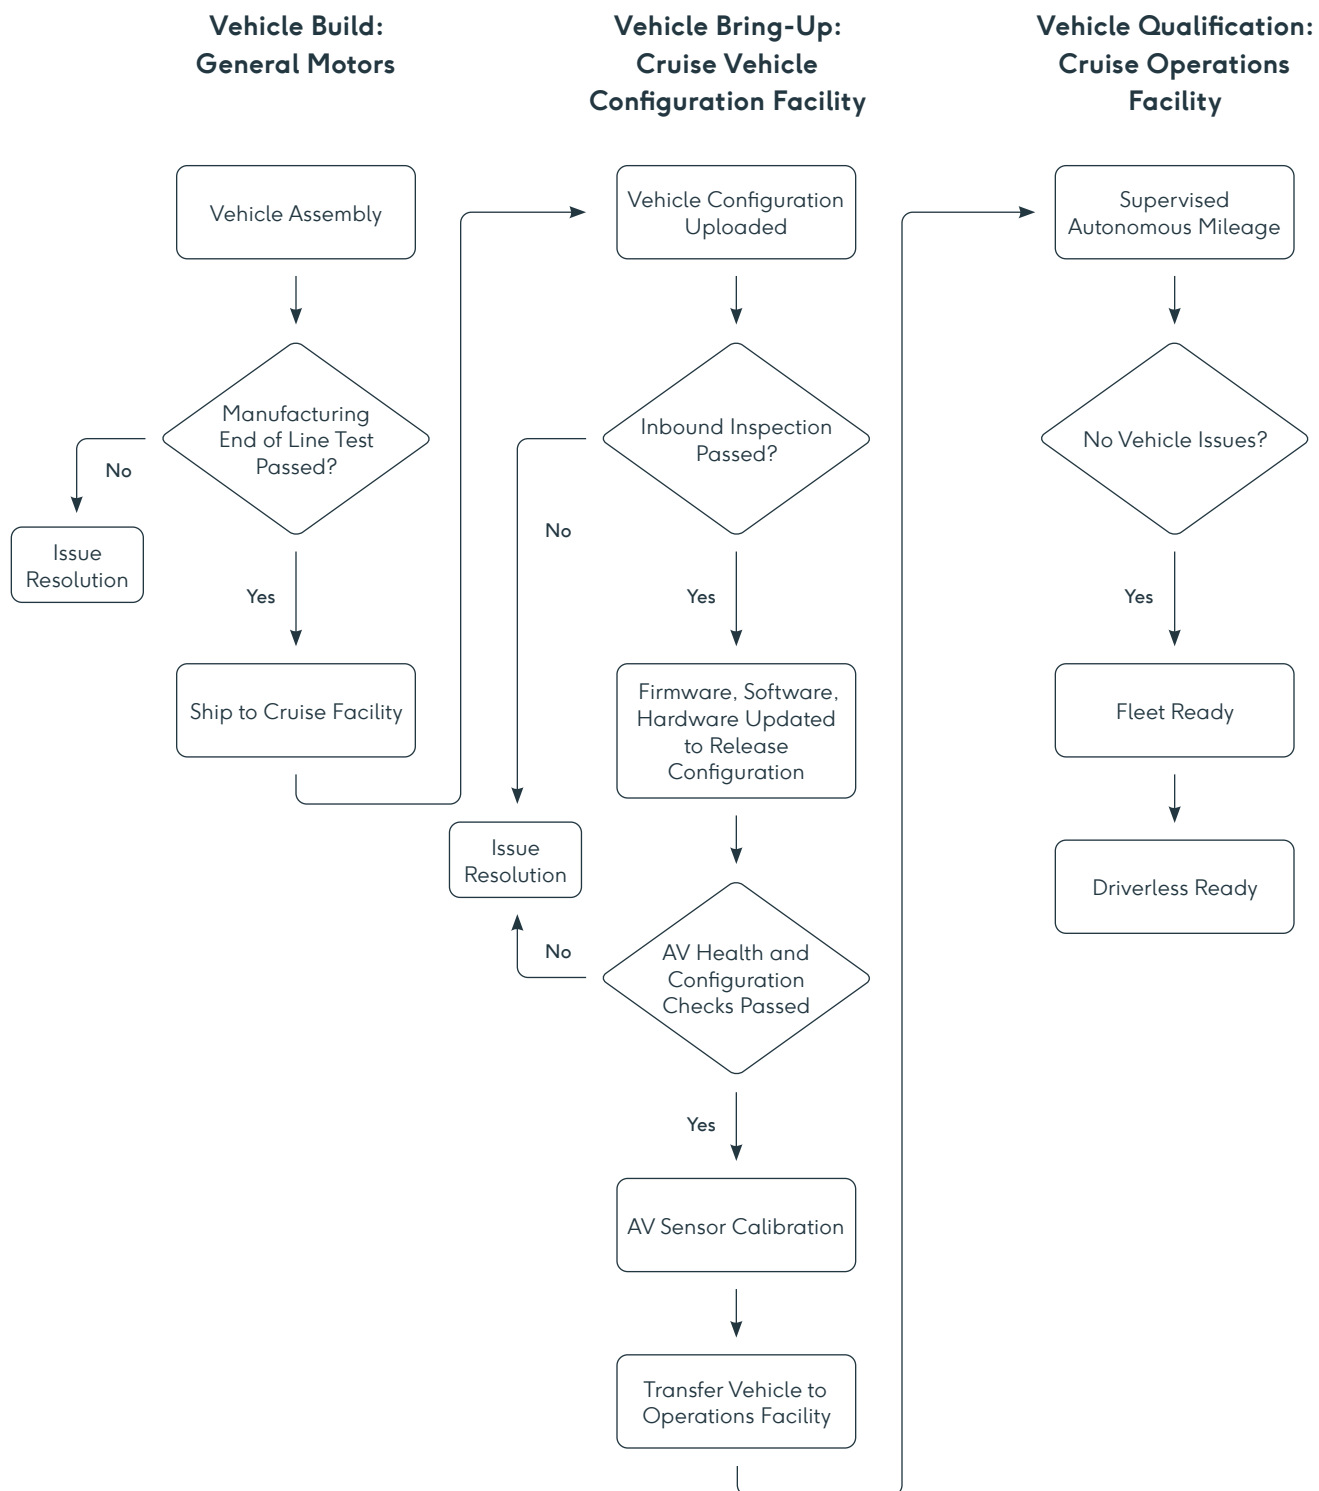 Vehicle Build:
General Motors
Vehicle Assembly
Manufacturing
End of Line Test
Passed?
No
Issue
Resolution
Yes
Ship to Cruise Facility
Vehicle Bring-Up:
Cruise Vehicle
Configuration Facility
Vehicle Configuration
Uploaded
Inbound Inspection
Passed?
No
Yes
Firmware, Software,
Hardware Updated
to Release
Configuration
Issue
Resolution
No
AV Health and
Configuration
Checks Passed
Yes
AV Sensor Calibration
Transfer Vehicle to
Operations Facility
Vehicle Qualification:
Cruise Operations
Facility
Supervised
Autonomous Mileage
No Vehicle Issues?
Yes
Fleet Ready
Driverless Ready